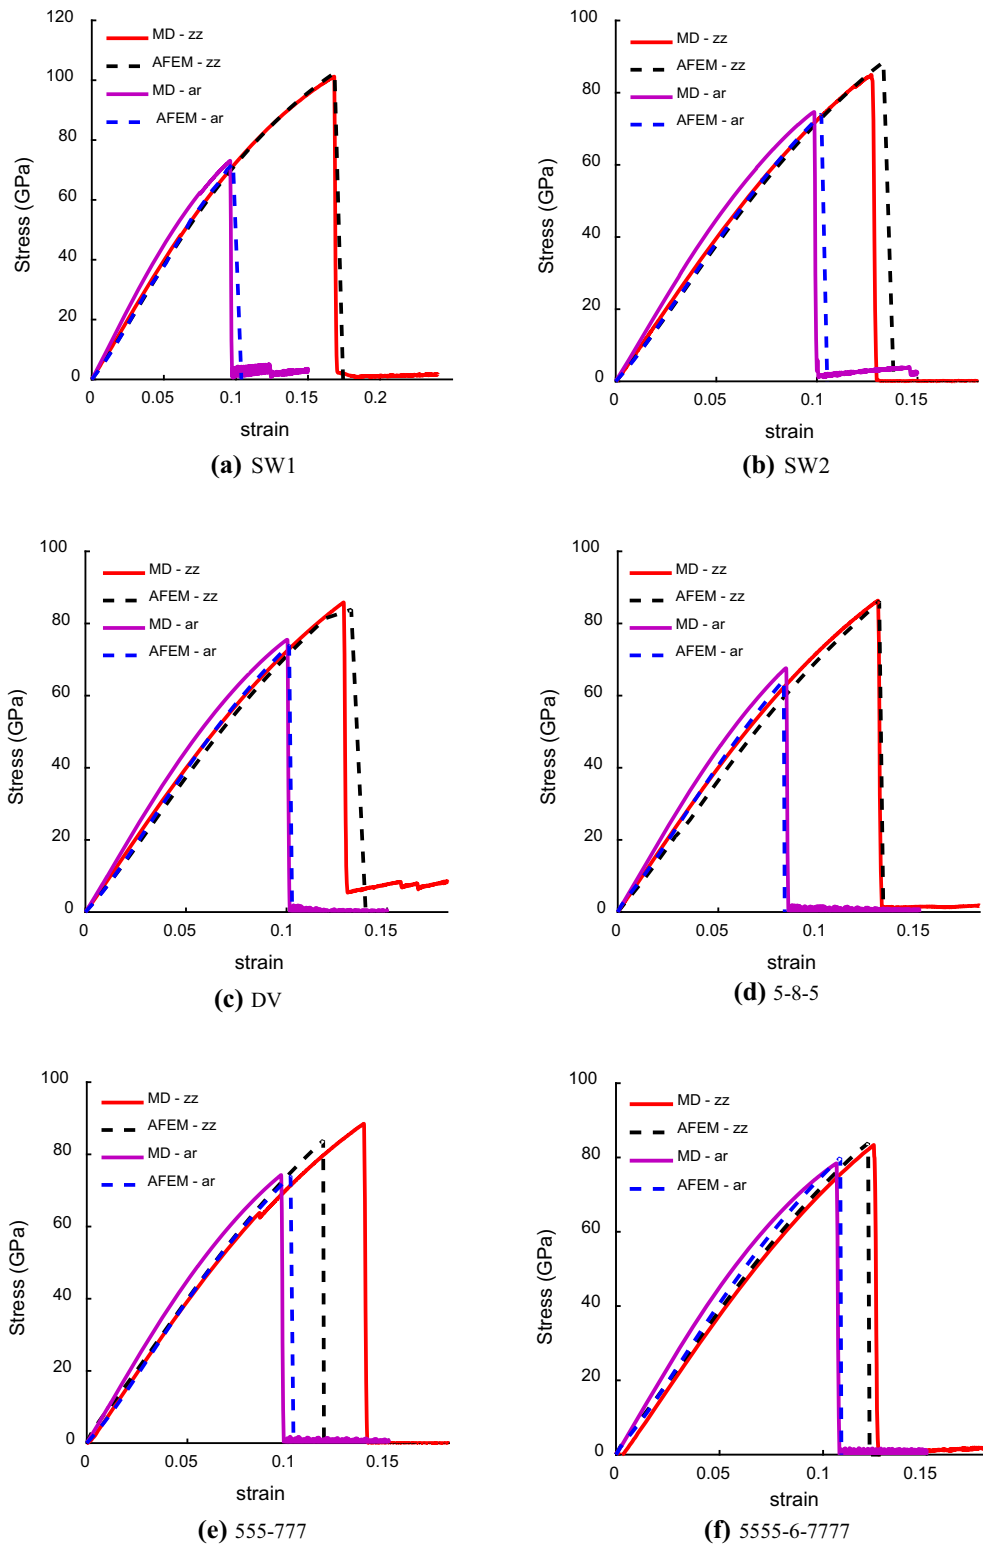 120
100
80
60
40
20
0
Stress (GPa)
MD - zz
AFEM - zz
MD - ar
AFEM - ar
0 0.05 0.1 0.15 0.2
strain
(a) SW1
100
80
60
40
20
0
Stress (GPa)
MD - zz
AFEM - zz
MD - ar
AFEM - ar
0 0.05 0.1 0.15
strain
(b) SW2
100
80
60
40
20
0
Stress (GPa)
MD - zz
AFEM - zz
MD - ar
AFEM - ar
0 0.05 0.1 0.15
strain
(c) DV
100
80
60
40
20
0
Stress (GPa)
MD - zz
AFEM - zz
MD - ar
AFEM - ar
0 0.05 0.1 0.15
strain
(d) 5-8-5
100
80
60
40
20
0
Stress (GPa)
MD - zz
AFEM - zz
MD - ar
AFEM - ar
0 0.05 0.1 0.15
strain
(e) 555-777
100
80
60
40
20
0
Stress (GPa)
MD - zz
AFEM - zz
MD - ar
AFEM - ar
0 0.05 0.1 0.15
strain
(f) 5555-6-7777